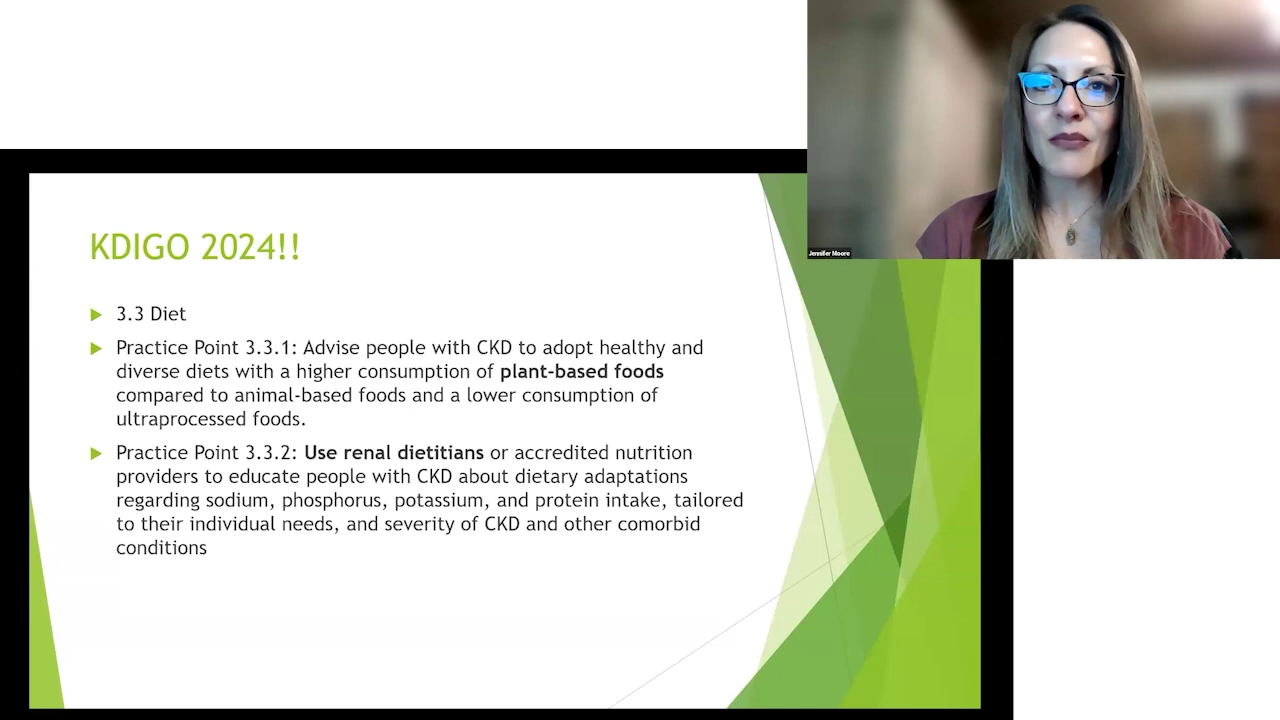 Jennifer Moore
KDIGO 2024!!
3.3 Diet
Practice Point 3.3.1: Advise people with CKD to adopt healthy and
diverse diets with a higher consumption of plant-based foods
compared to animal-based foods and a lower consumption of
ultraprocessed foods.
Practice Point 3.3.2: Use renal dietitians or accredited nutrition
providers to educate people with CKD about dietary adaptations
regarding sodium, phosphorus, potassium, and protein intake, tailored
to their individual needs, and severity of CKD and other comorbid
conditions